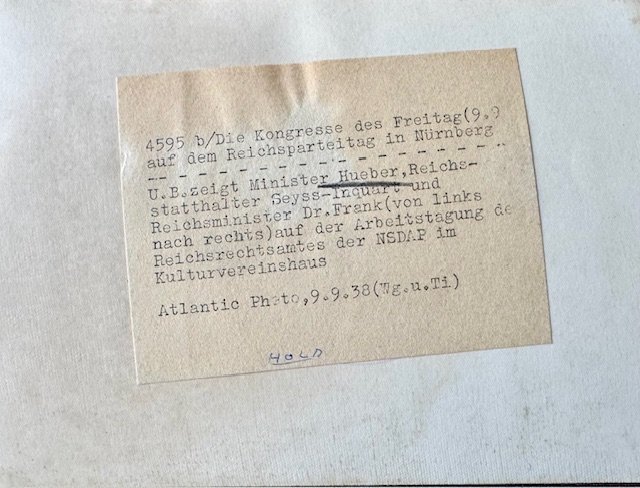 4595 b/Die Kongresse des Freitag(9.9
auf dem Reichsparteitag in Nürnberg
-- - - - - - - - - - - - - - - - -
U.B.zeigt Minister Hueber,Reichs-
statthalter Seyss-Inquart und
Reichsminister Dr.Frank(von links
nach rechts)auf der Arbeitstagung de
Reichsrechtsamtes der NSDAP im
Kulturvereinshaus
Atlantic Photo,9.9.38(Wg.u.Ti)
HOLD